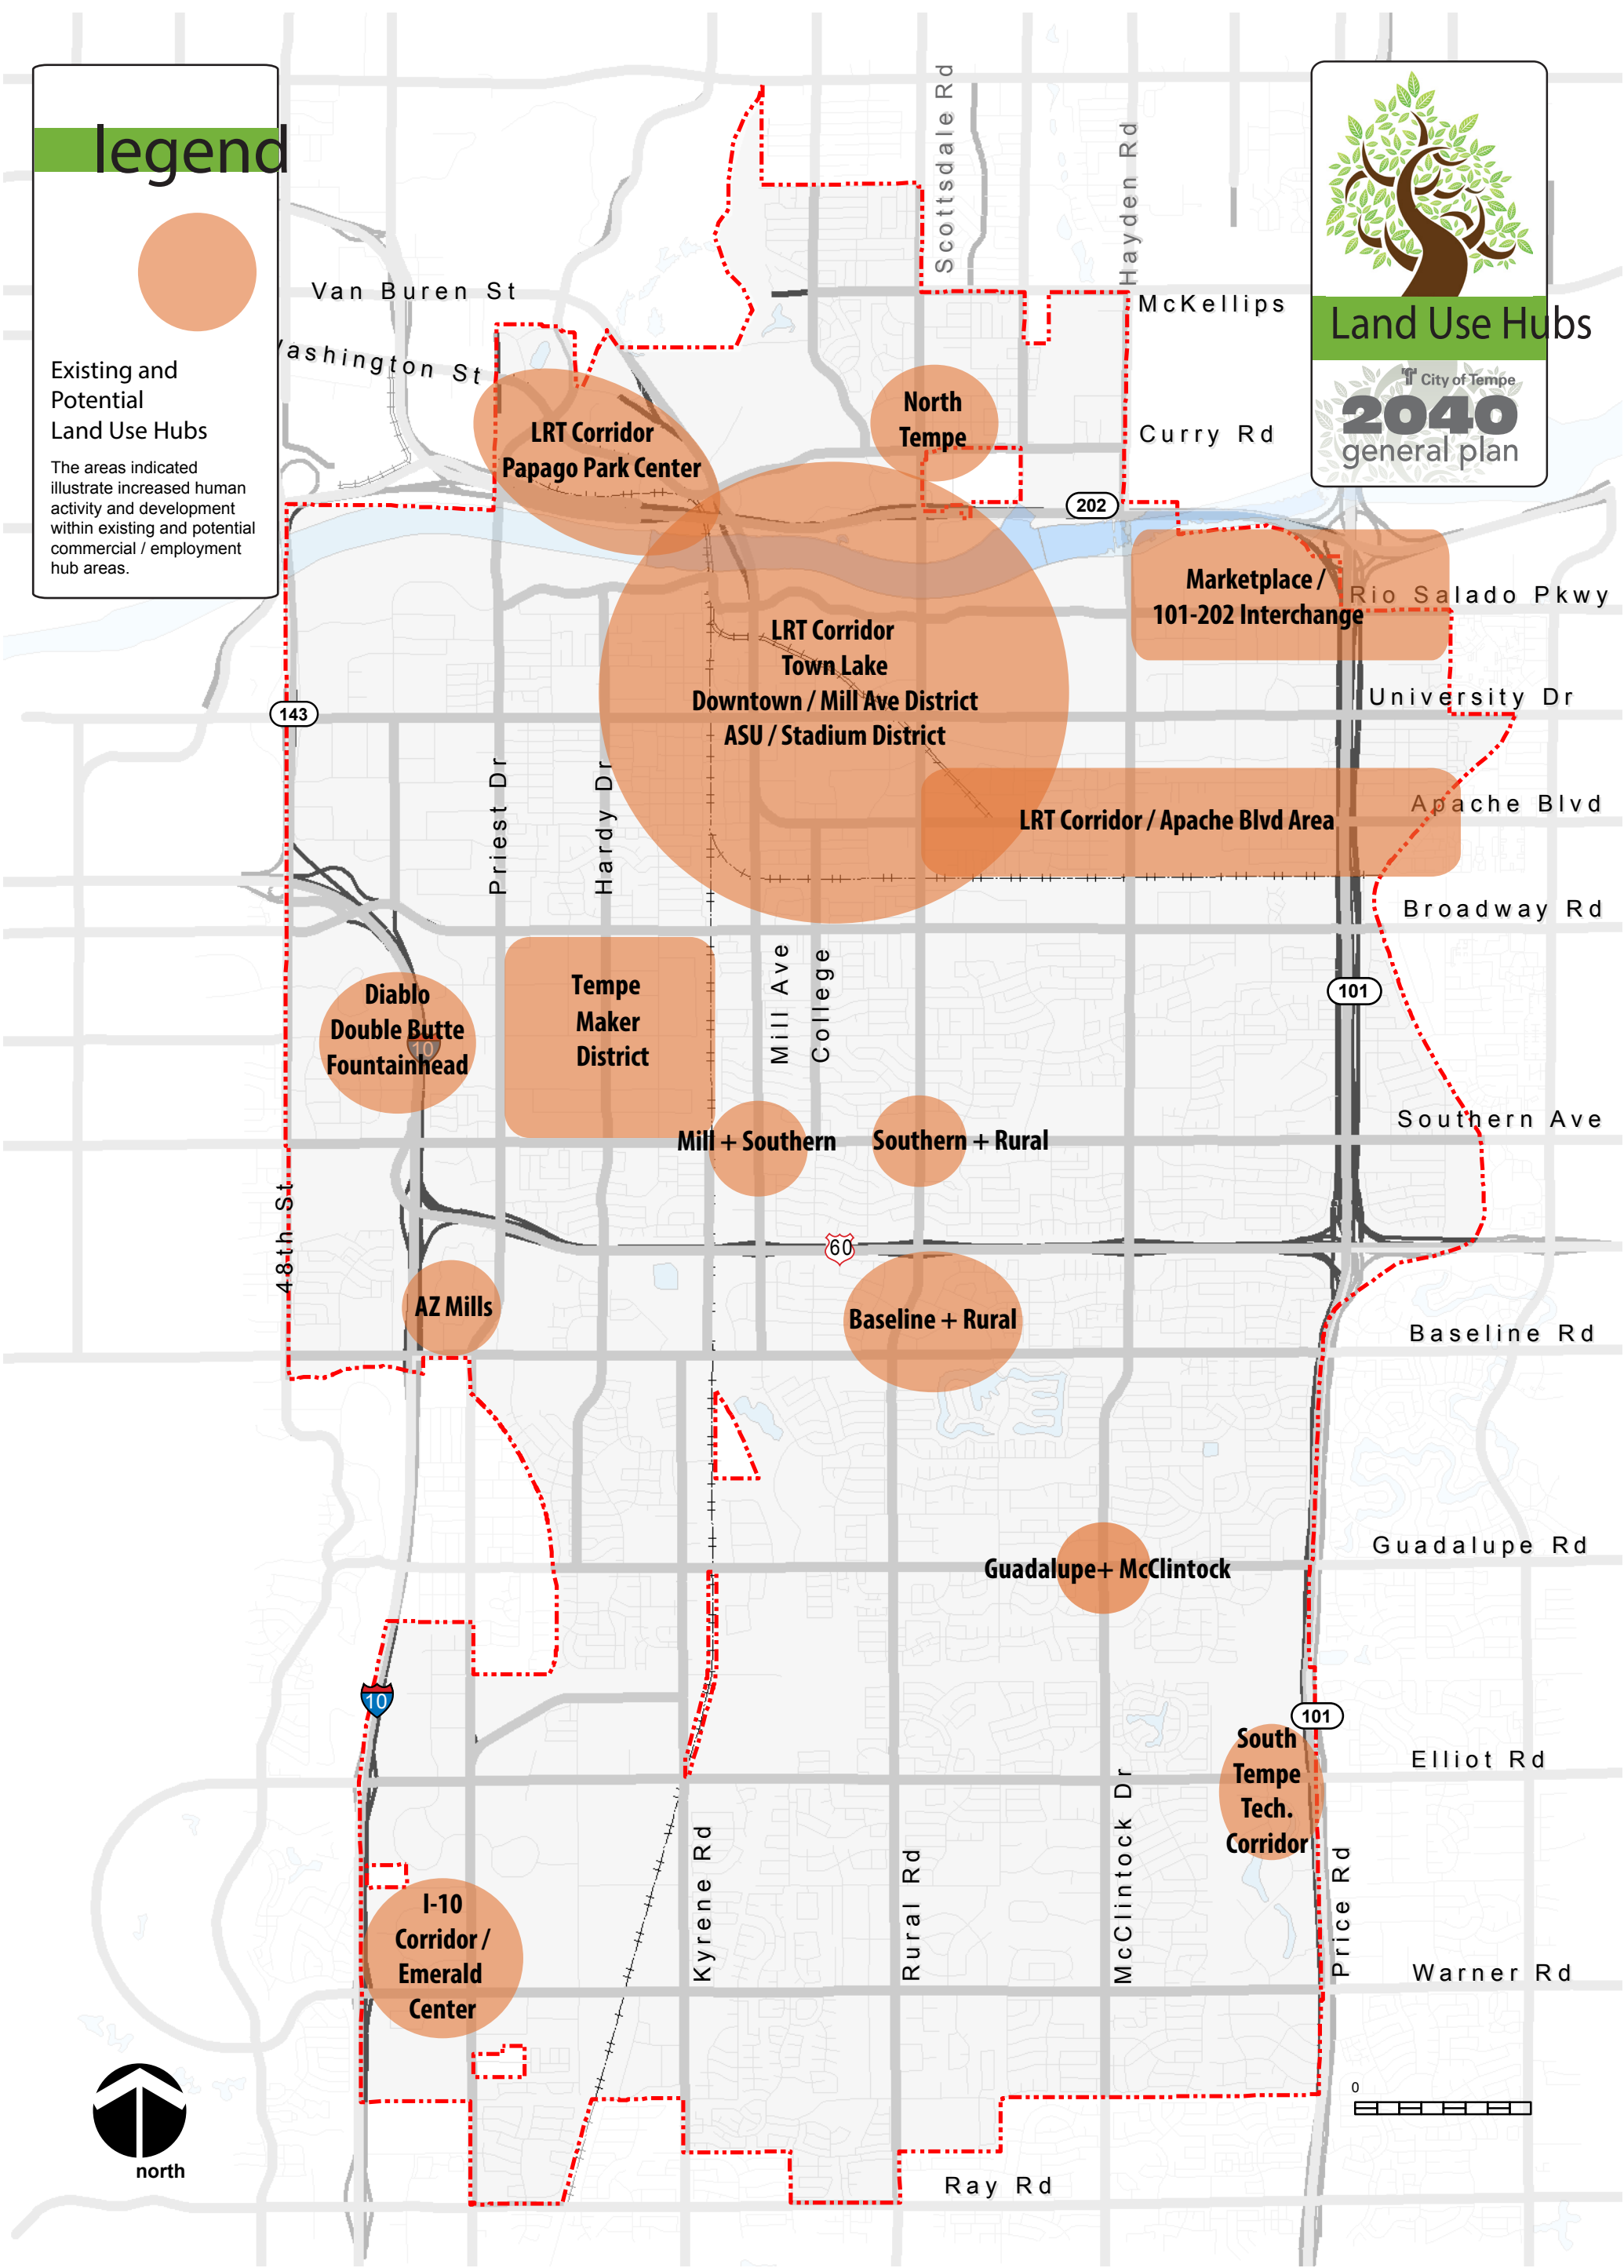 legend
Existing and
Potential
Land Use Hubs
The areas indicated
illustrate increased human
activity and development
within existing and potential
commercial / employment
hub areas.
Land Use Hubs
City of Tempe
2040
general plan
Scottsdale Rd
Hayden Rd
Van Buren St
McKellips
ashington St
North
Tempe
Curry Rd
LRT Corridor
Papago Park Center
202
Marketplace /
101-202 Interchange
Rio Salado Pkwy
LRT Corridor
Town Lake
Downtown / Mill Ave District
ASU / Stadium District
University Dr
143
Priest Dr
Hardy Dr
LRT Corridor / Apache Blvd Area
Apache Blvd
Broadway Rd
Mill Ave
College
Diablo
Double Butte
10
Fountainhead
Tempe
Maker
District
101
Southern Ave
Mill + Southern
Southern + Rural
48th St
60
AZ Mills
Baseline + Rural
Baseline Rd
Guadalupe Rd
Guadalupe+ McClintock
10
101
South
Tempe
Tech.
Corridor
Elliot Rd
Kyrene Rd
Rural Rd
McClintock Dr
Price Rd
I-10
Corridor /
Emerald
Center
Warner Rd
0
north
Ray Rd